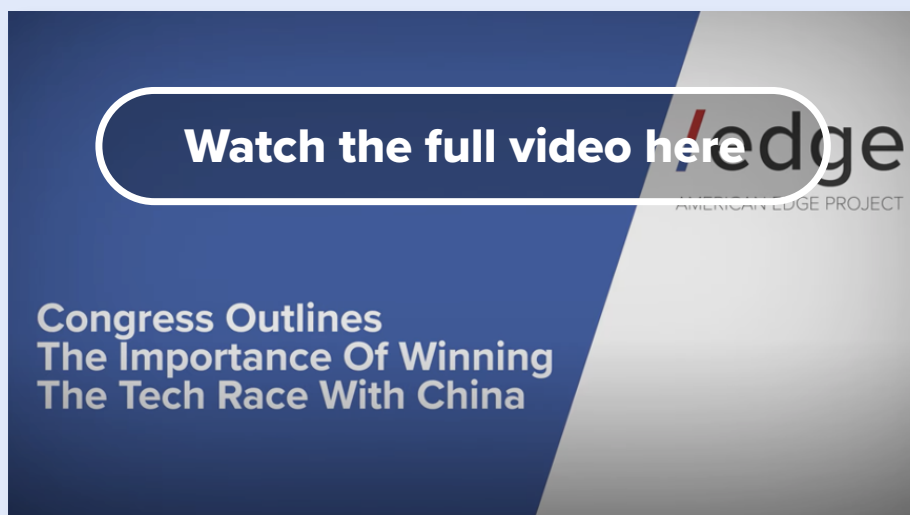 Watch the full video here
/edge
AMERICAN EDGE PROJECT
Congress Outlines
The Importance Of Winning
The Tech Race With China